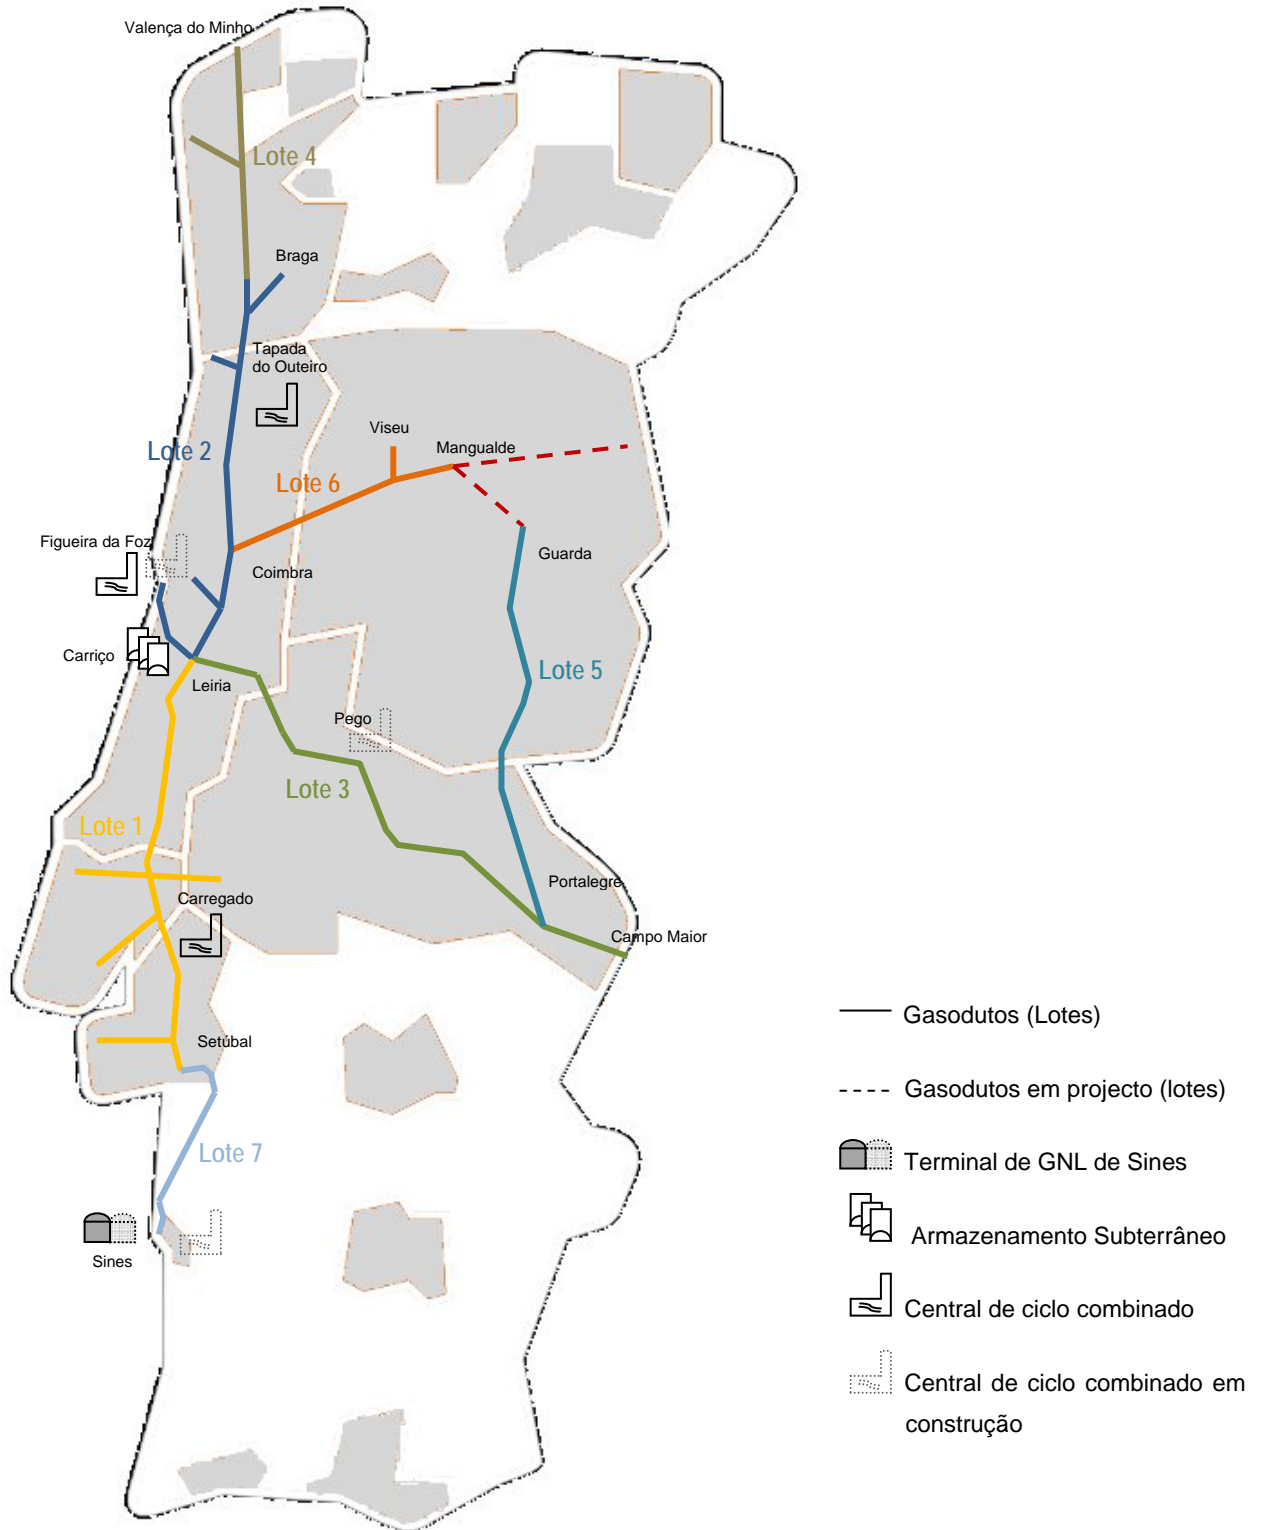 Valença do Minho
Lote 4
Braga
Tapada
do Outeiro
Viseu
Mangualde
Lote 2
Lote 6
Figueira da Foz
Guarda
Coimbra
Carriço
Lote 5
Leiria
Pego
Lote 3
Lote 1
Portalegre
Carregado
Campo Maior
Gasodutos (Lotes)
Setúbal
Gasodutos em projecto (lotes)
Lote 7
Terminal de GNL de Sines
Armazenamento Subterrâneo
Sines
Central de ciclo combinado
Central de ciclo combinado em
construção